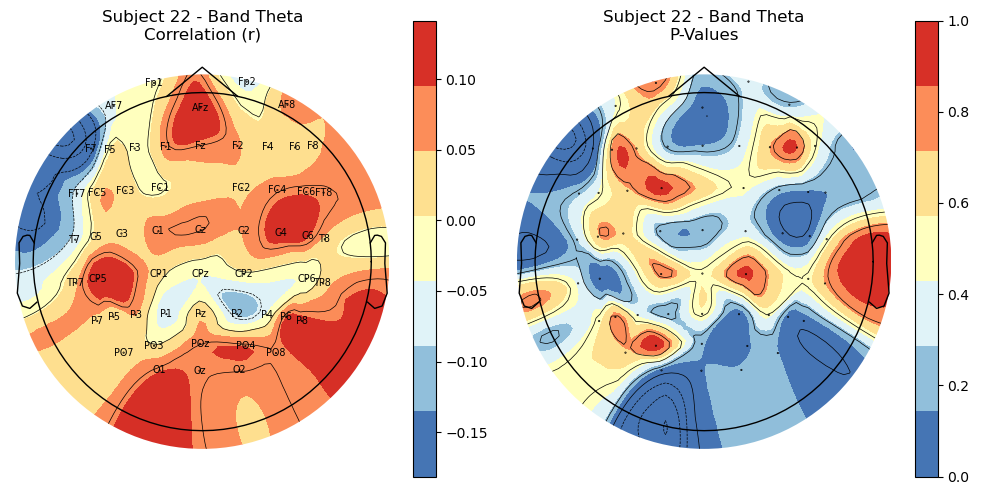 Subject 22 - Band Theta
Correlation (r)
Subject 22 - Band Theta
P-Values
Fp1 Fp2
AF7 AFz AF8
F7 F5 F3 F1 Fz F2 F4 F6 F8
FT7 FC5 FC3 FC1 FC2 FC4 FC6 FT8
T7 C5 C3 C1 Cz C2 C4 C6 T8
TP7 CP5 CP1 CPz CP2 CP6 TP8
P7 P5 P3 P1 Pz P2 P4 P6 P8
PO7 PO3 POz PO4 PO8
O1 Oz O2
0.10
0.05
0.00
−0.05
−0.10
−0.15
1.0
0.8
0.6
0.4
0.2
0.0